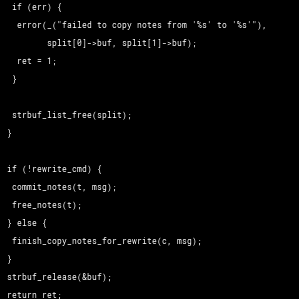 if (err) {
error(_("failed to copy notes from '%s' to '%s'"),
split[0]->buf, split[1]->buf);
ret = 1;
}
strbuf_list_free(split);
}
if (!rewrite_cmd) {
commit_notes(t, msg);
free_notes(t);
} else {
finish_copy_notes_for_rewrite(c, msg);
}
strbuf_release(&buf);
return ret;